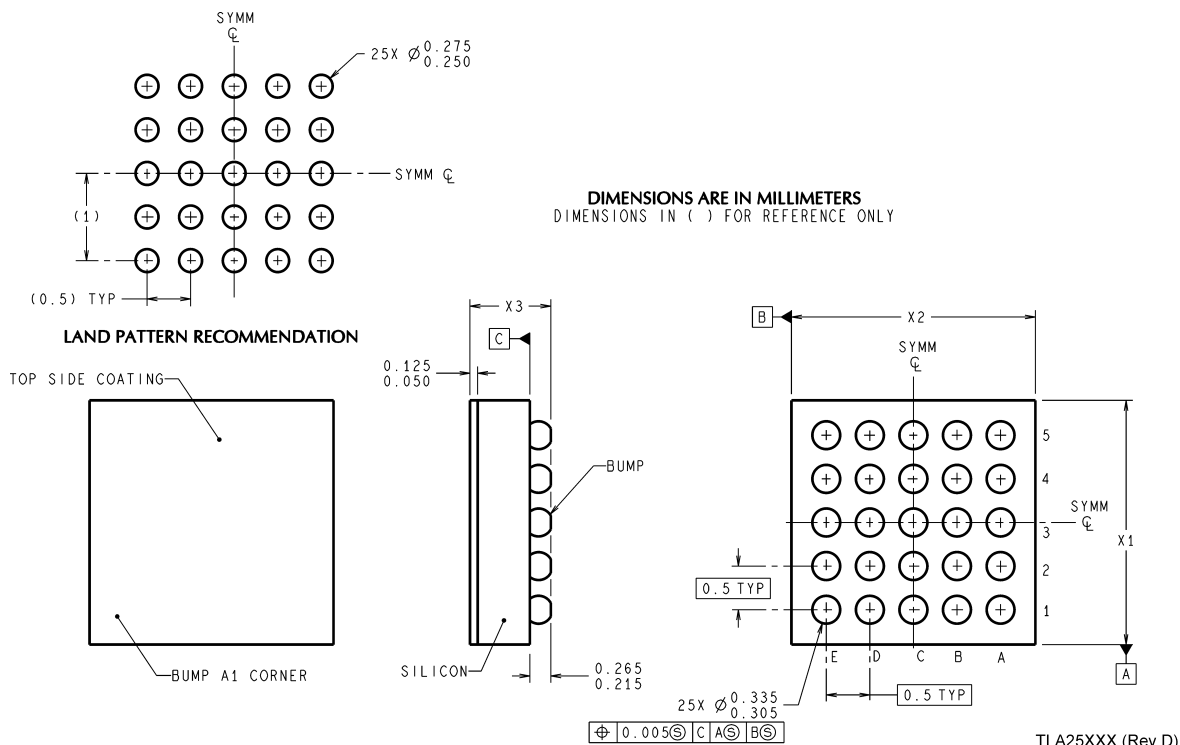 SYMM
℄
25X ⌀ 0.275
0.250
SYMM ℄
(1)
(0.5) TYP
LAND PATTERN RECOMMENDATION
DIMENSIONS ARE IN MILLIMETERS
DIMENSIONS IN ( ) FOR REFERENCE ONLY
TOP SIDE COATING
BUMP A1 CORNER
X3
C
0.125
0.050
BUMP
SILICON
0.265
0.215
B
X2
SYMM
℄
5
4
3
2
1
SYMM
℄
X1
0.5 TYP
E D C B A
A
0.5 TYP
25X ⌀ 0.335
0.305
⌖ 0.005Ⓢ C AⓈ BⓈ
TLA25XXX (Rev D)